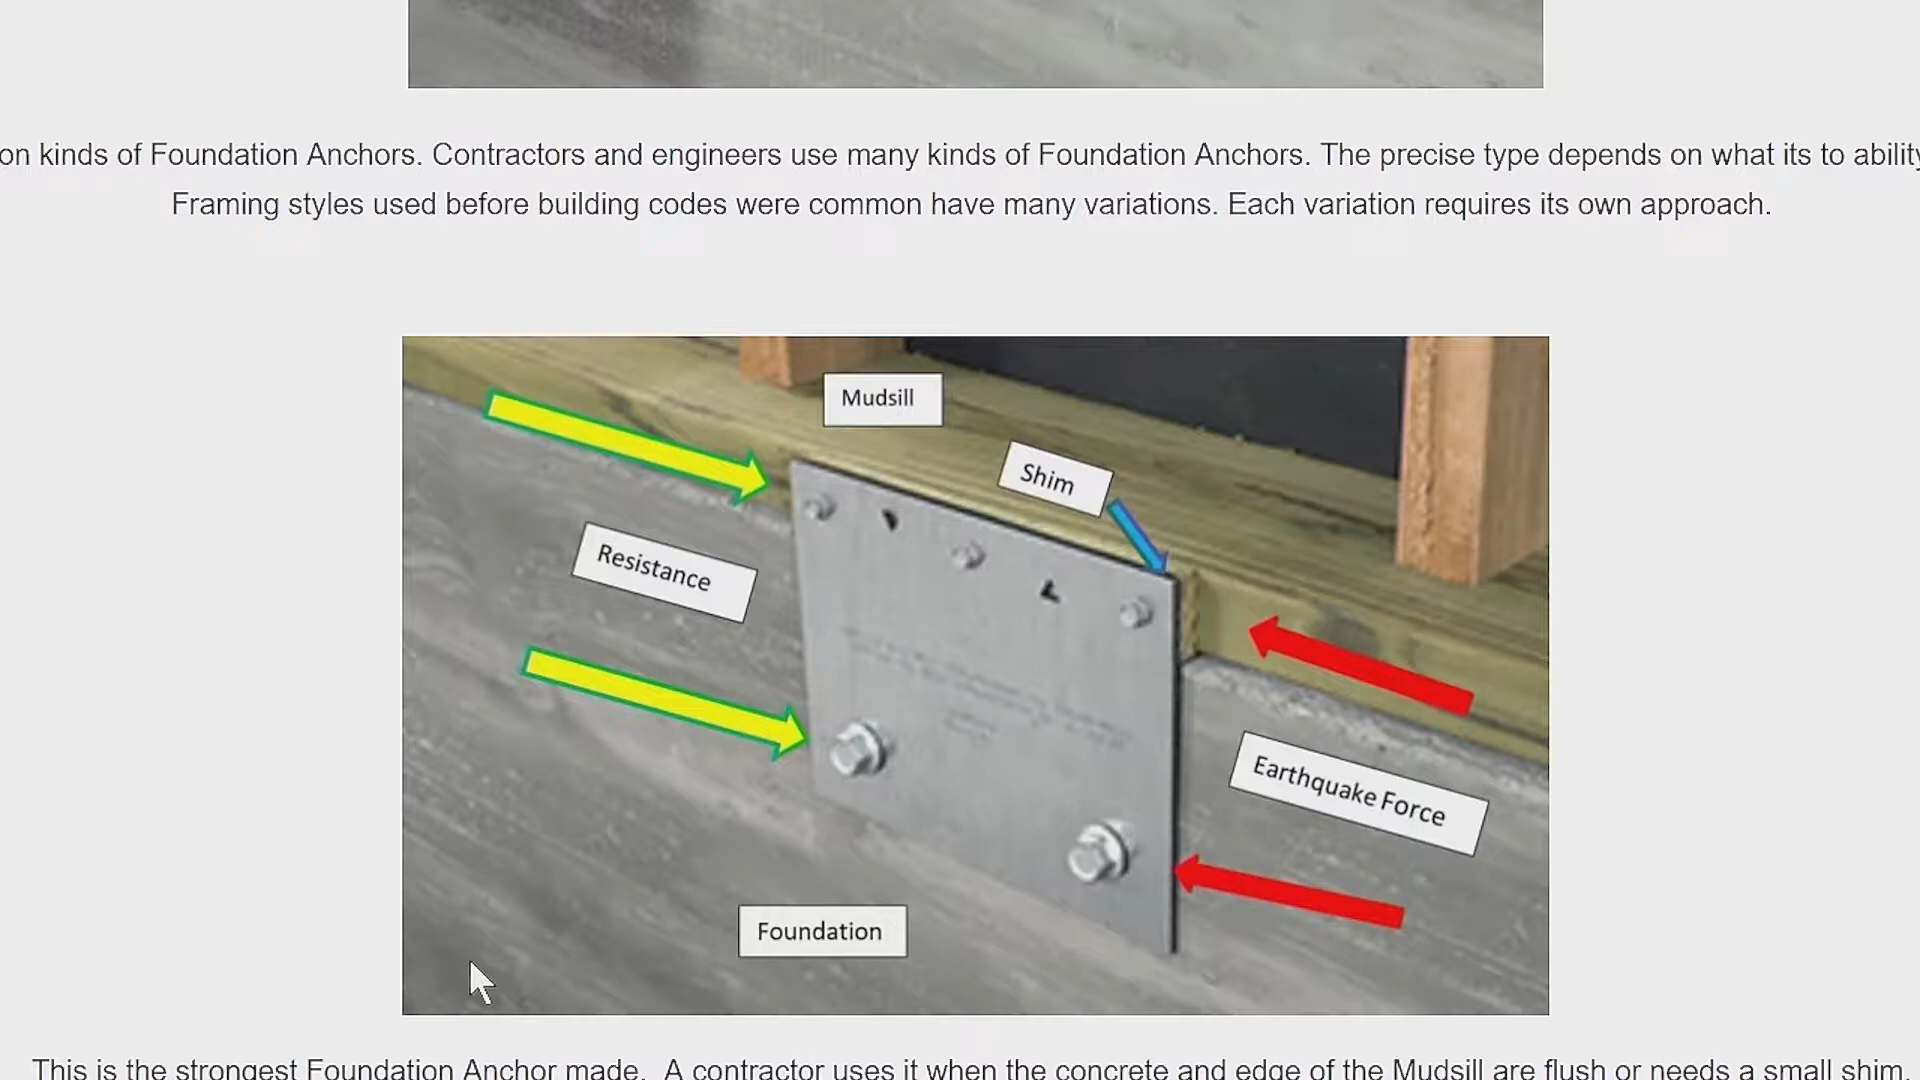 on kinds of Foundation Anchors. Contractors and engineers use many kinds of Foundation Anchors. The precise type depends on what its to ability
Framing styles used before building codes were common have many variations. Each variation requires its own approach.
Mudsill
Shim
Resistance
Earthquake Force
Foundation
This is the strongest Foundation Anchor made. A contractor uses it when the concrete and edge of the Mudsill are flush or needs a small shim.